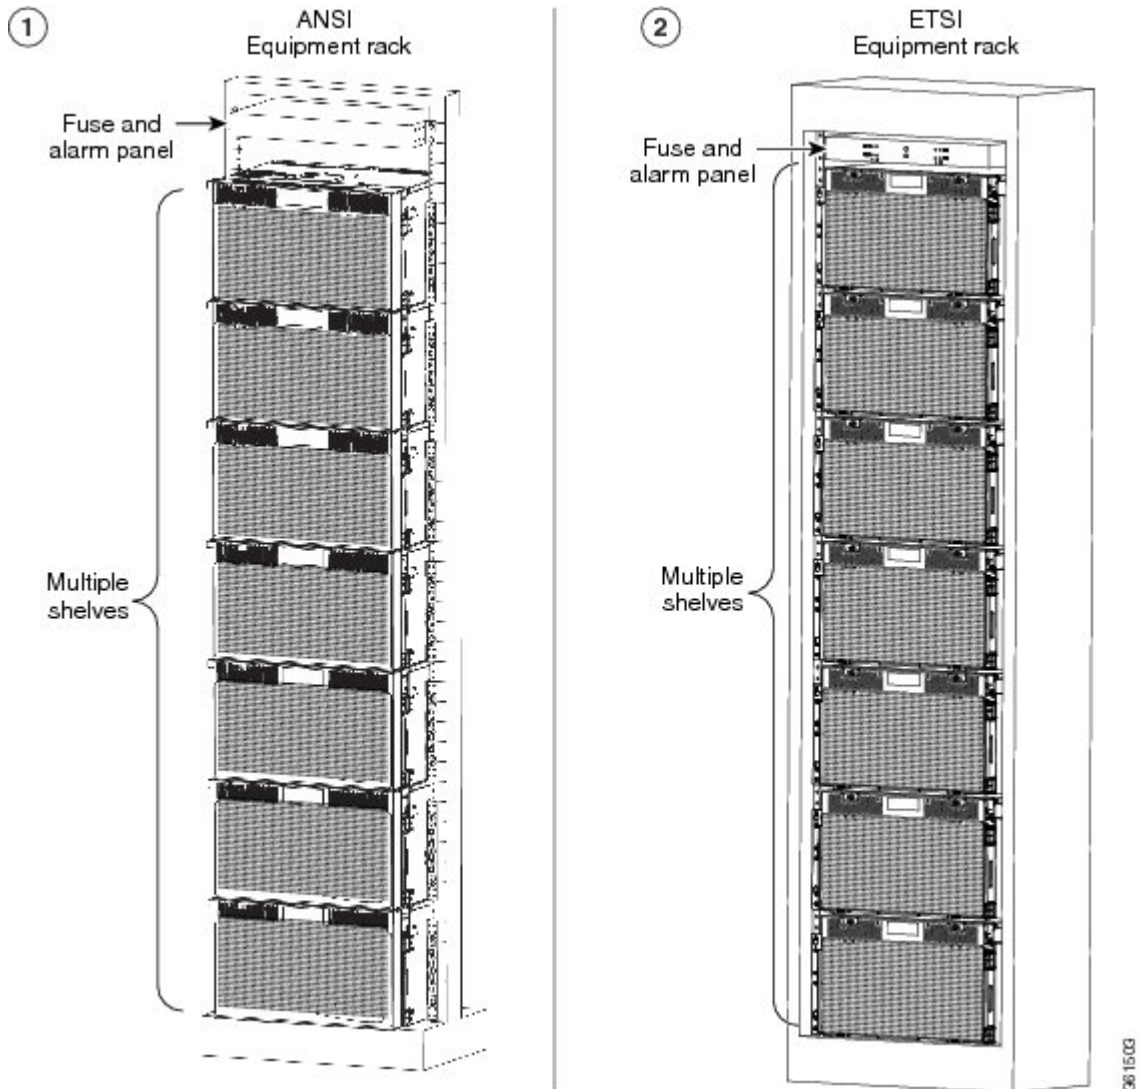 1
ANSI
Equipment rack
Fuse and
alarm panel
Multiple
shelves
2
ETSI
Equipment rack
Fuse and
alarm panel
Multiple
shelves